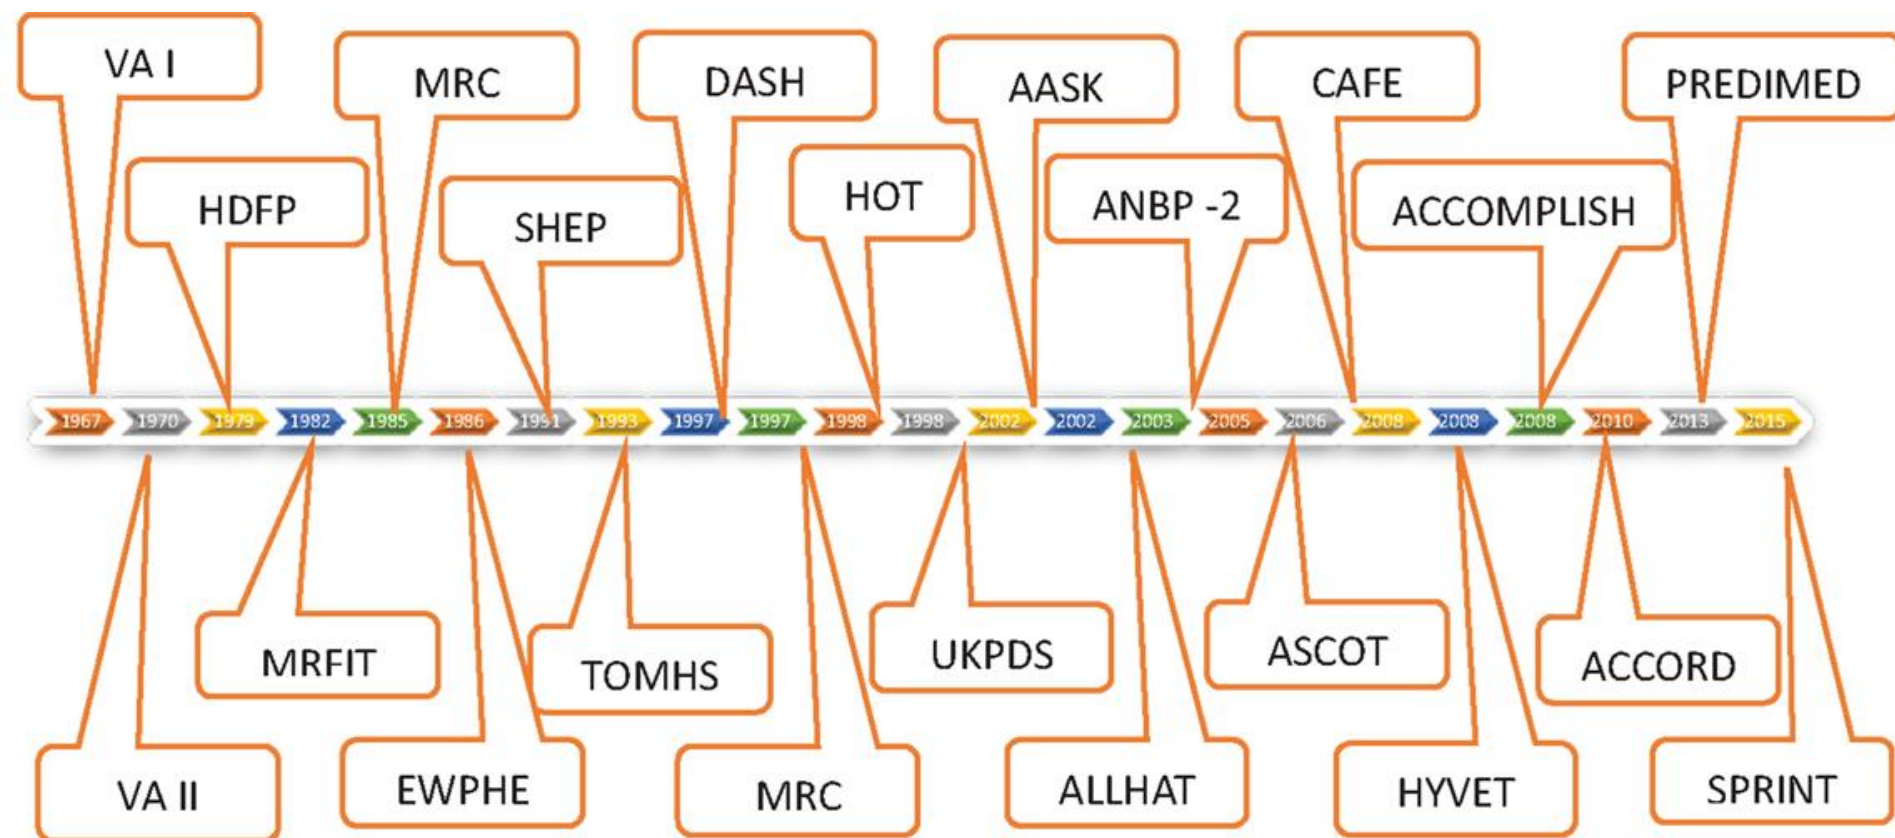 VA I
MRC
DASH
AASK
CAFE
PREDIMED
HDFP
SHEP
HOT
ANBP -2
ACCOMPLISH
1967 1970 1979 1982 1985 1986 1991 1993 1997 1997 1998 1998 2002 2002 2003 2005 2006 2008 2008 2008 2010 2013 2015
MRFIT
TOMHS
UKPDS
ASCOT
ACCORD
VA II
EWPHE
MRC
ALLHAT
HYVET
SPRINT